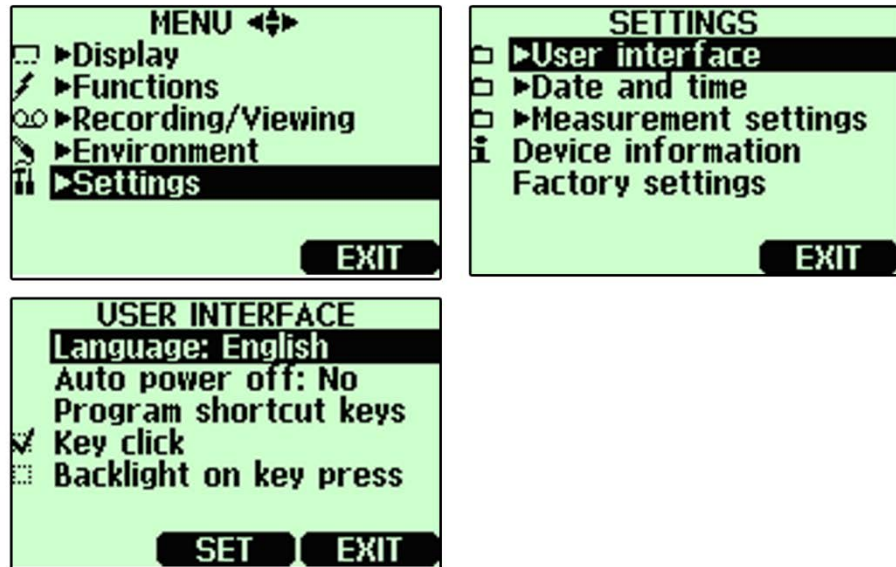 MENU
Display
Functions
Recording/Viewing
Environment
Settings
EXIT
SETTINGS
User interface
Date and time
Measurement settings
Device information
Factory settings
EXIT
USER INTERFACE
Language: English
Auto power off: No
Program shortcut keys
Key click
Backlight on key press
SET EXIT